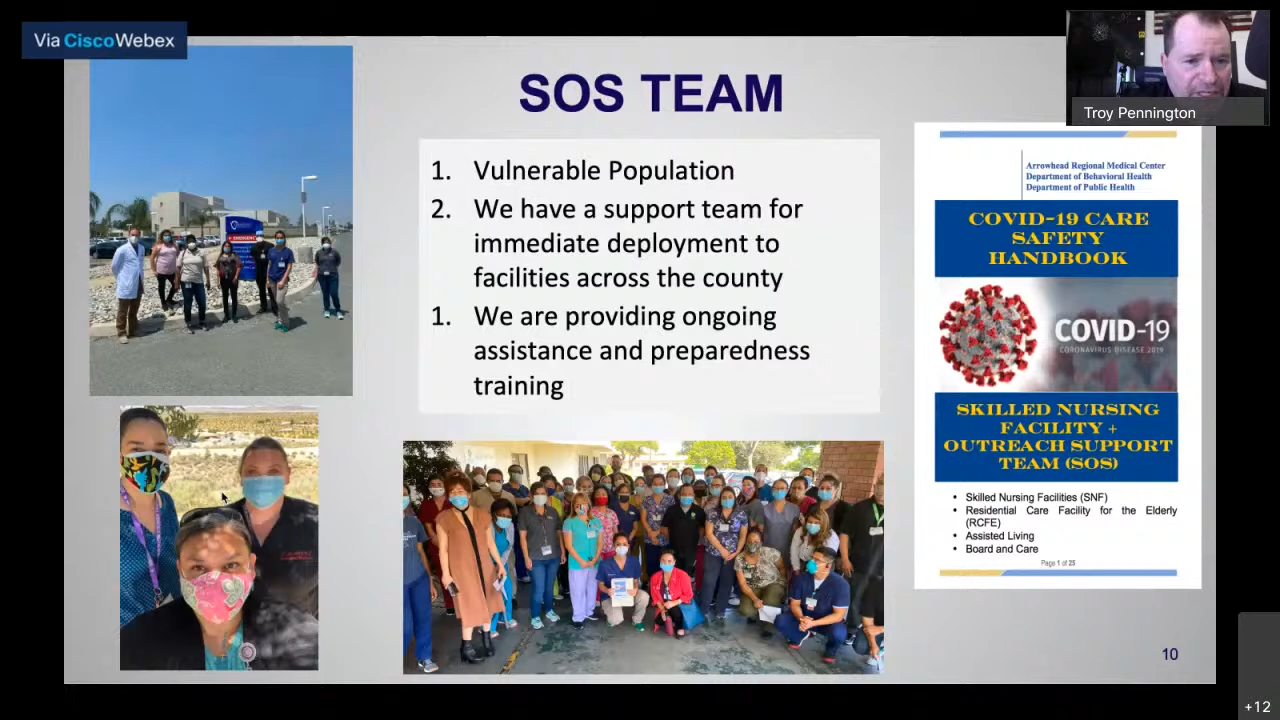 Via Cisco Webex
Troy Pennington
SOS TEAM
1. Vulnerable Population
2. We have a support team for
immediate deployment to
facilities across the county
1. We are providing ongoing
assistance and preparedness
training
Arrowhead Regional Medical Center
Department of Behavioral Health
Department of Public Health
COVID-19 CARE
SAFETY
HANDBOOK
COVID-19
CORONAVIRUS DISEASE 2019
SKILLED NURSING
FACILITY +
OUTREACH SUPPORT
TEAM (SOS)
• Skilled Nursing Facilities (SNF)
• Residential Care Facility for the Elderly
(RCFE)
• Assisted Living
• Board and Care
Page 1 of 25
EMERGENCY
10
+12